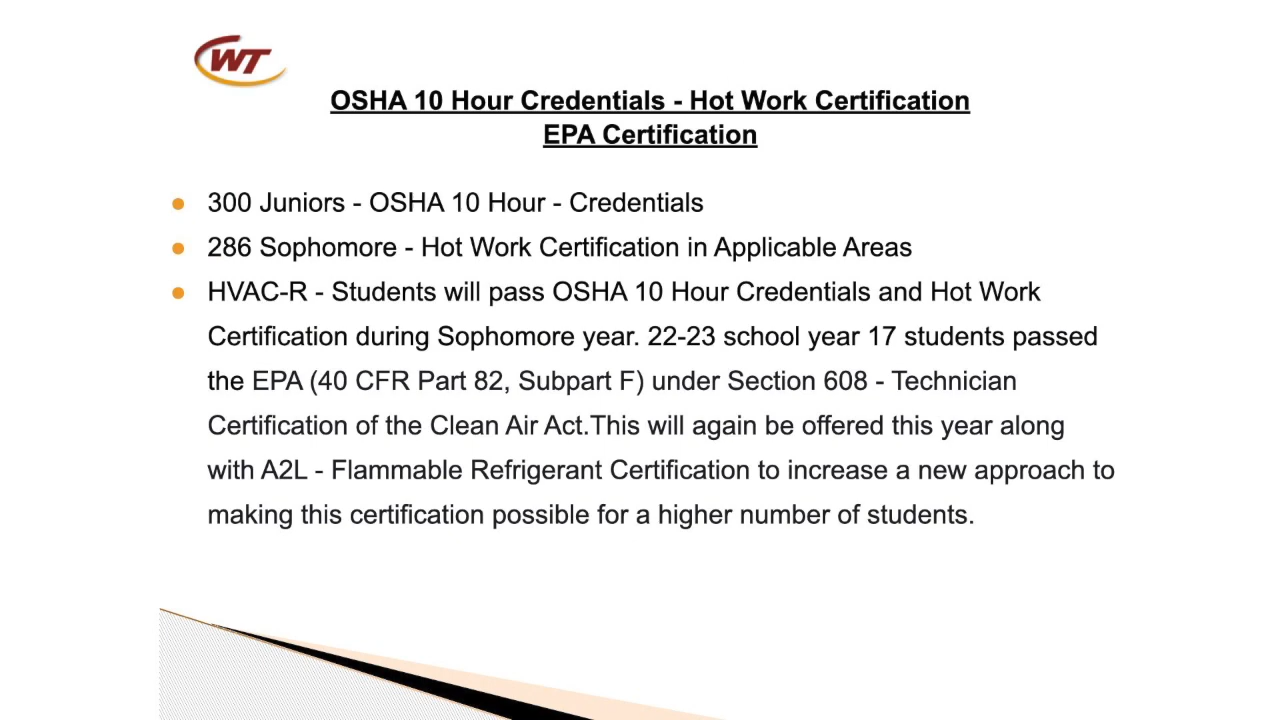 WT
OSHA 10 Hour Credentials - Hot Work Certification
EPA Certification
● 300 Juniors - OSHA 10 Hour - Credentials
● 286 Sophomore - Hot Work Certification in Applicable Areas
● HVAC-R - Students will pass OSHA 10 Hour Credentials and Hot Work
Certification during Sophomore year. 22-23 school year 17 students passed
the EPA (40 CFR Part 82, Subpart F) under Section 608 - Technician
Certification of the Clean Air Act.This will again be offered this year along
with A2L - Flammable Refrigerant Certification to increase a new approach to
making this certification possible for a higher number of students.